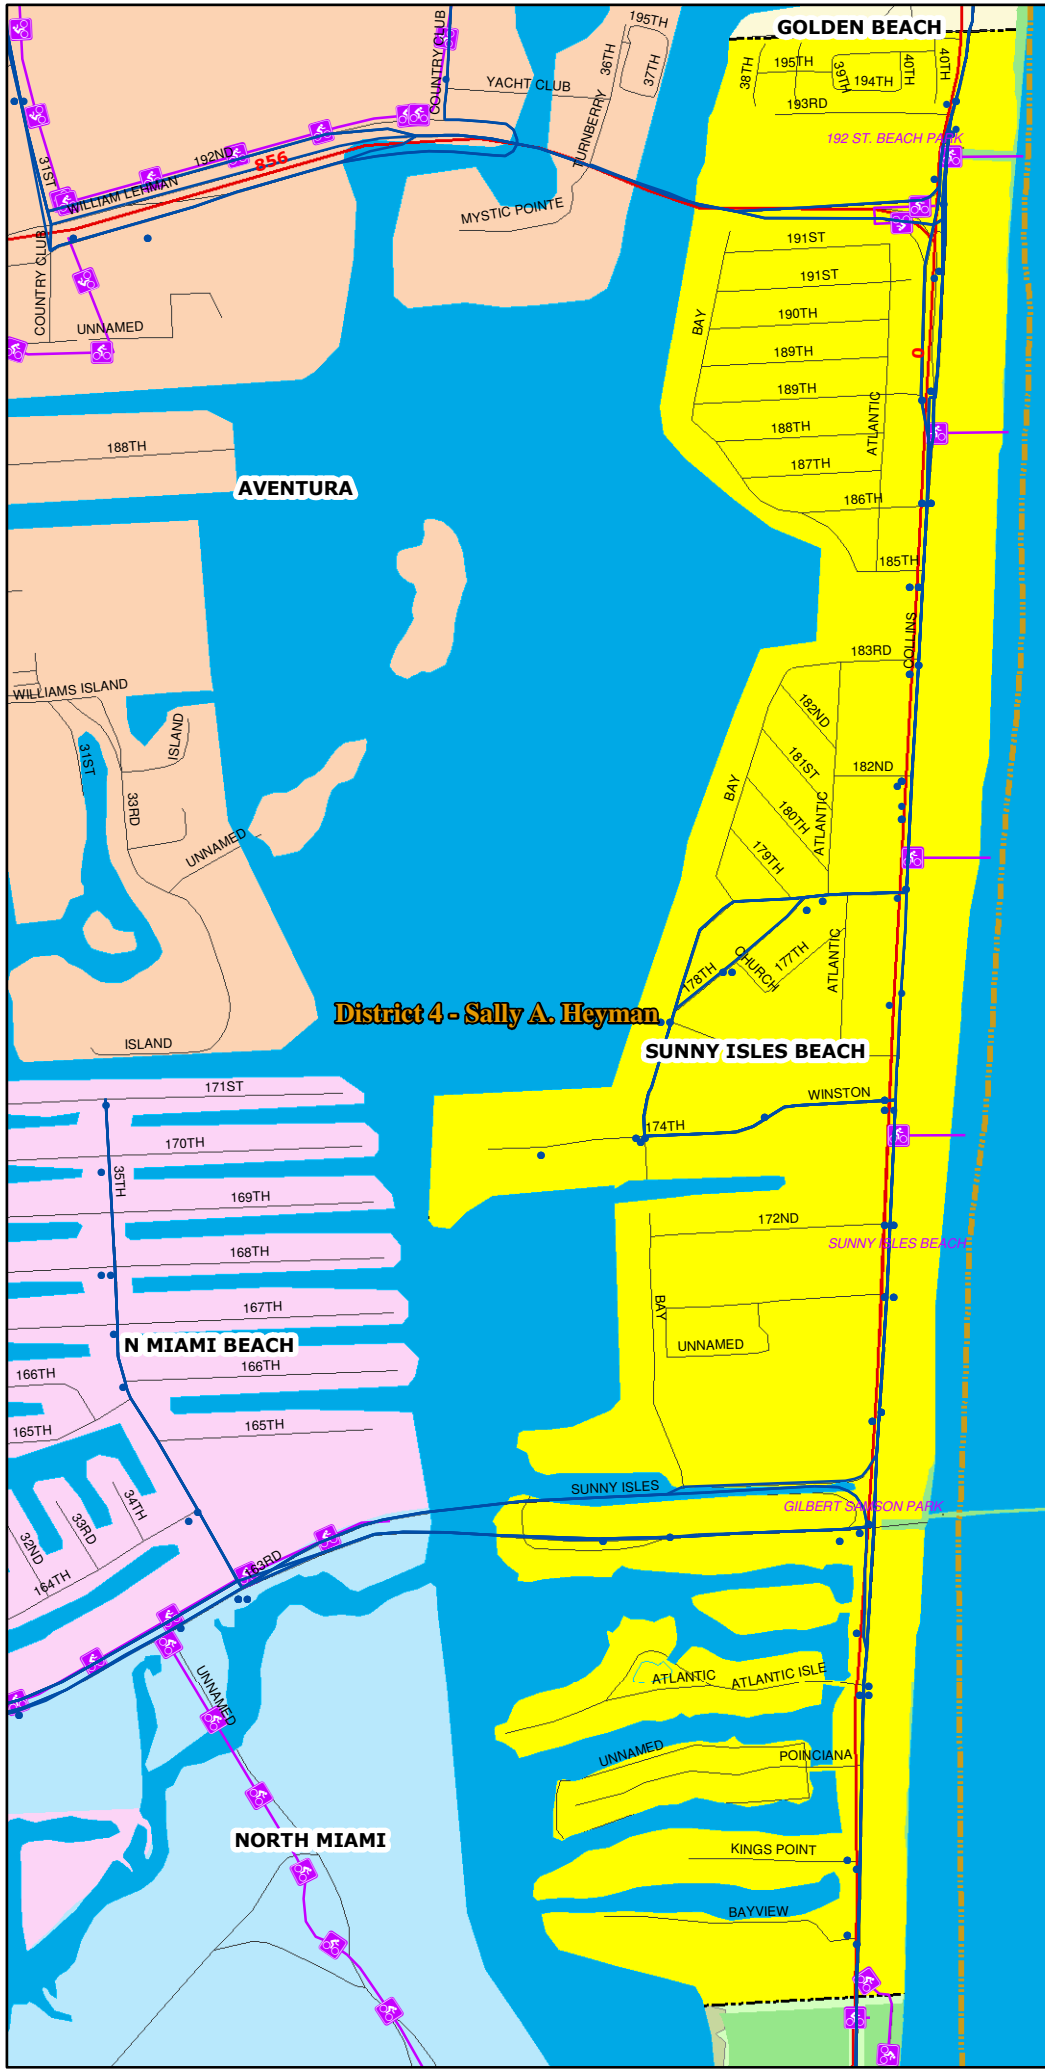 GOLDEN BEACH
195TH
36TH
37TH
COUNTRY CLUB
YACHT CLUB
TURNBERRY
38TH
195TH
39TH
194TH
40TH
40TH
193RD
192 ST. BEACH PARK
192ND
856
31ST
WILLIAM LEHMAN
MYSTIC POINTE
COUNTRY CLUB
UNNAMED
191ST
191ST
BAY
190TH
189TH
0
189TH
188TH
ATLANTIC
187TH
186TH
185TH
188TH
AVENTURA
COLLINS
183RD
WILLIAMS ISLAND
ISLAND
31ST
33RD
UNNAMED
182ND
181ST
182ND
BAY
180TH
ATLANTIC
179TH
CHURCH
177TH
178TH
ATLANTIC
District 4 - Sally A. Heyman
ISLAND
SUNNY ISLES BEACH
171ST
WINSTON
174TH
170TH
35TH
169TH
172ND
SUNNY ISLES BEACH
168TH
167TH
BAY
UNNAMED
N MIAMI BEACH
166TH
166TH
165TH
165TH
SUNNY ISLES
GILBERT SAMSON PARK
34TH
33RD
32ND
163RD
164TH
UNNAMED
ATLANTIC
ATLANTIC ISLE
UNNAMED
POINCIANA
NORTH MIAMI
KINGS POINT
BAYVIEW